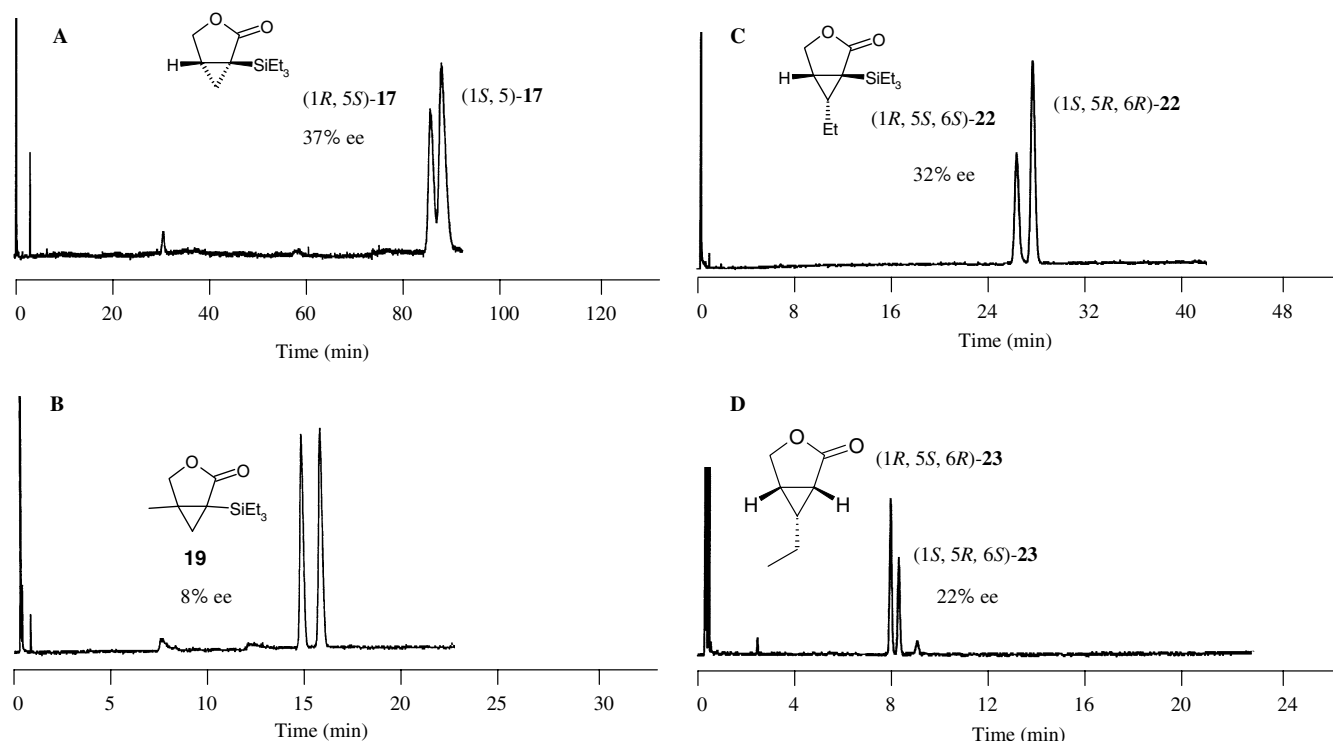 A
O
O
H
SiEt3
(1R, 5S)-17
(1S, 5)-17
37% ee
0
20
40
60
80
100
120
Time (min)
B
O
O
SiEt3
19
8% ee
0
5
10
15
20
25
30
Time (min)
C
O
O
H
SiEt3
Et
(1R, 5S, 6S)-22
(1S, 5R, 6R)-22
32% ee
0
8
16
24
32
40
48
Time (min)
D
O
O
H
H
(1R, 5S, 6R)-23
(1S, 5R, 6S)-23
22% ee
0
4
8
12
16
20
24
Time (min)